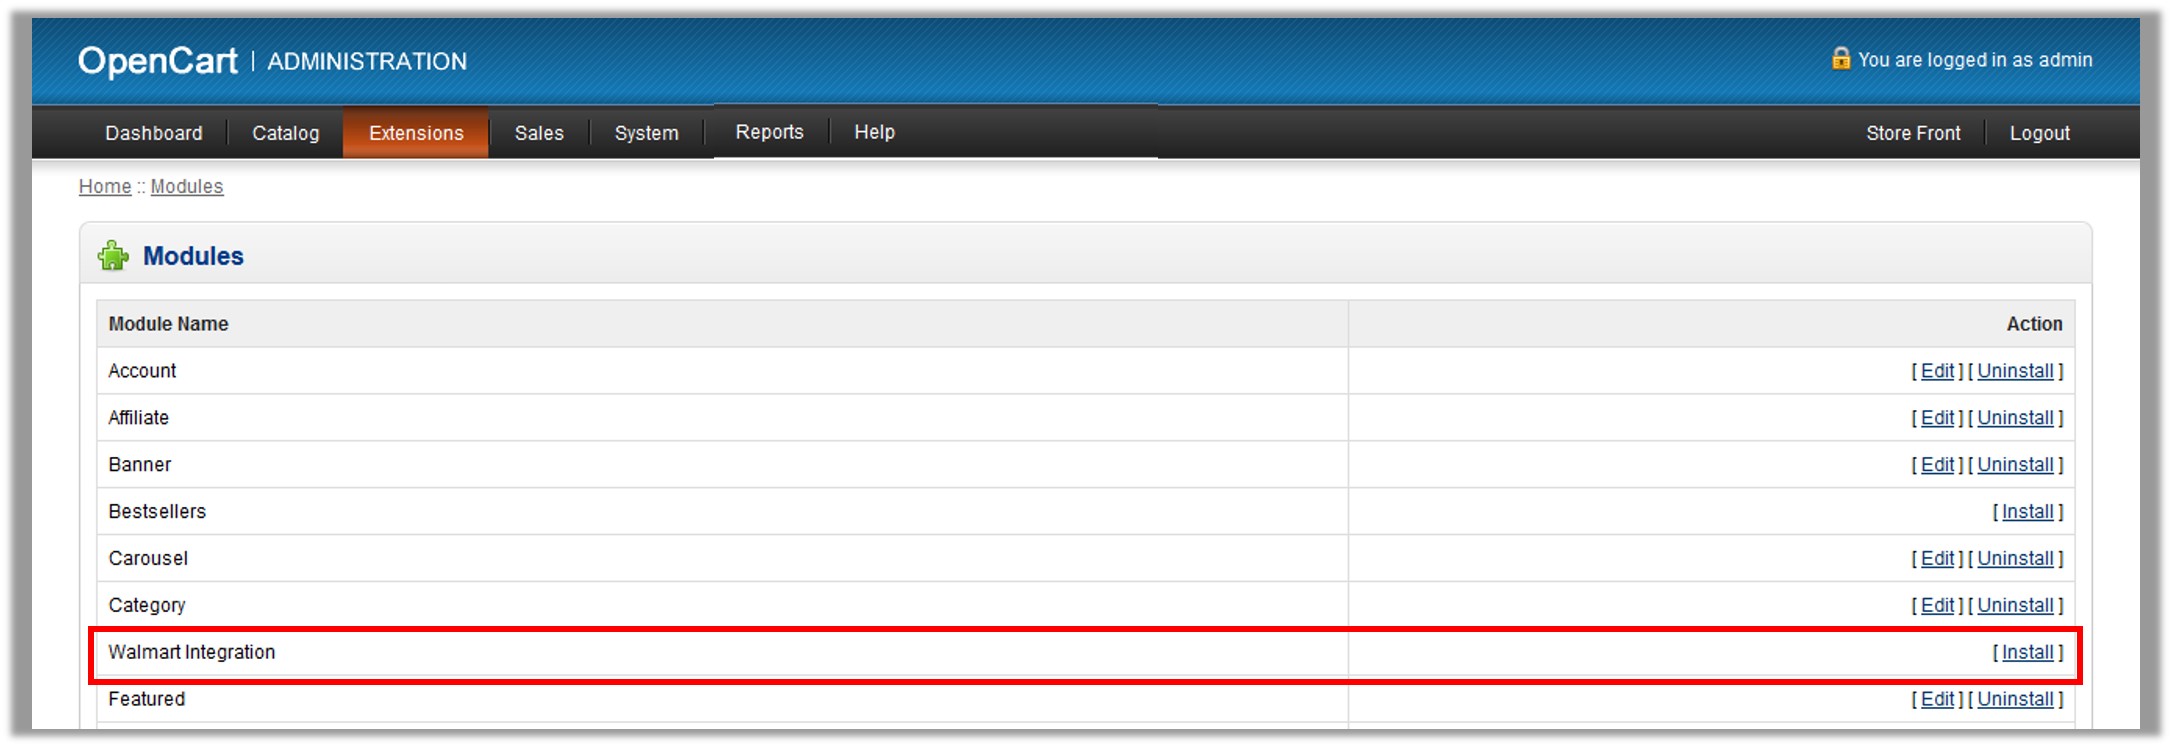 OpenCart | ADMINISTRATION You are logged in as admin
Dashboard Catalog Extensions Sales System Reports Help Store Front Logout
Home :: Modules
Modules
Module Name Action
Account [ Edit ] [ Uninstall ]
Affiliate [ Edit ] [ Uninstall ]
Banner [ Edit ] [ Uninstall ]
Bestsellers [ Install ]
Carousel [ Edit ] [ Uninstall ]
Category [ Edit ] [ Uninstall ]
Walmart Integration [ Install ]
Featured [ Edit ] [ Uninstall ]